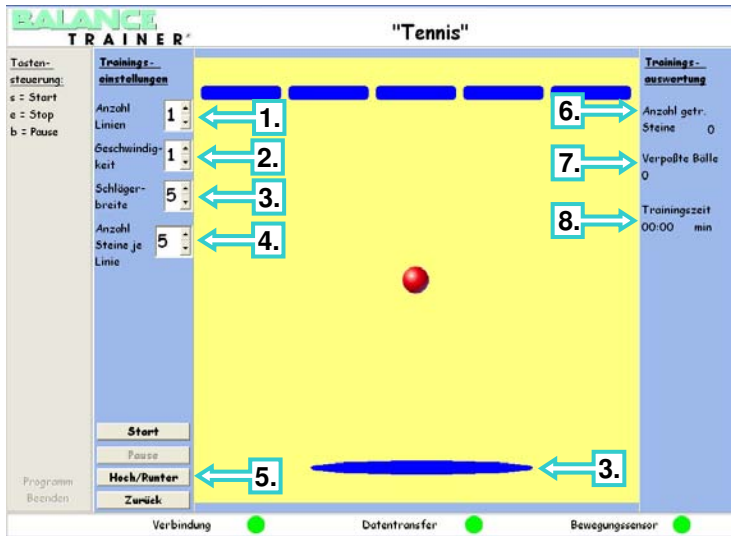 BALANCE
TRAINER
"Tennis"
Tasten-
steuerung:
s = Start
e = Stop
b = Pause
Programm
Beenden
Trainings-
einstellungen
Anzahl
Linien
1
1.
Geschwindig-
keit
1
2.
Schläger-
breite
5
3.
Anzahl
Steine je
Linie
5
4.
Start
Pause
Hoch/Runter
5.
Zurück
3.
Trainings-
auswertung
6.
Anzahl getr.
Steine 0
7.
Verpaßte Bälle
0
8.
Trainingszeit
00:00 min
Verbindung
Datentransfer
Bewegungssensor